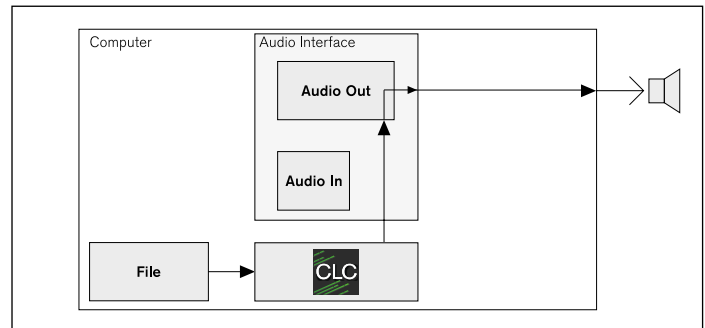 Computer
Audio Interface
Audio Out
Audio In
File
CLC